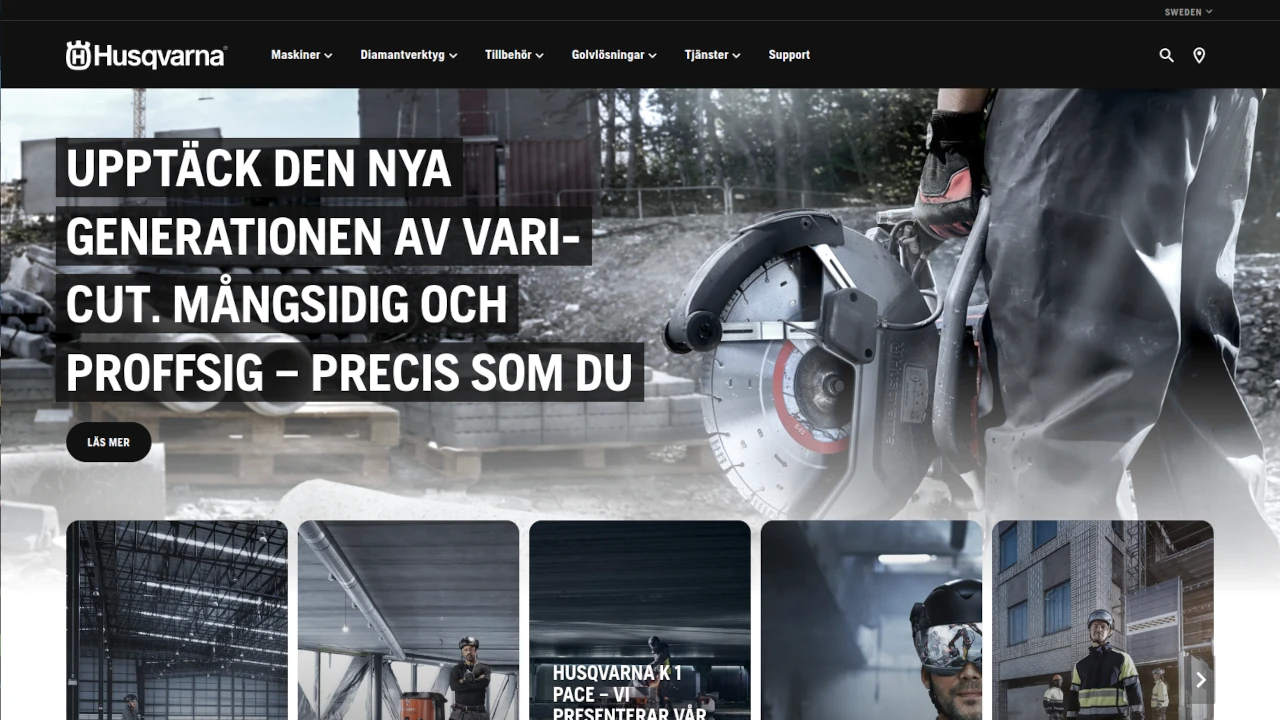 SWEDEN
Husqvarna
Maskiner Diamantverktyg Tillbehör Golvlösningar Tjänster Support
UPPTÄCK DEN NYA
GENERATIONEN AV VARI-
CUT. MÅNGSIDIG OCH
PROFFSIG – PRECIS SOM DU
LÄS MER
HUSQVARNA K 1
PACE – VI
PRESENTERAR VÅR